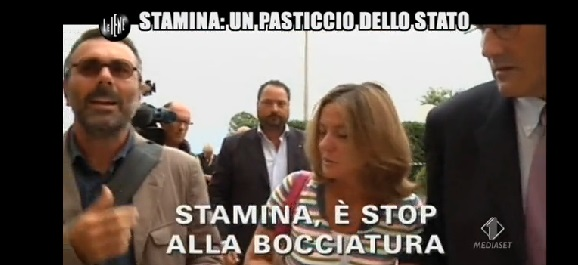 LE IENE
STAMINA: UN PASTICCIO DELLO STATO
STAMINA, È STOP
ALLA BOCCIATURA
MEDIASET